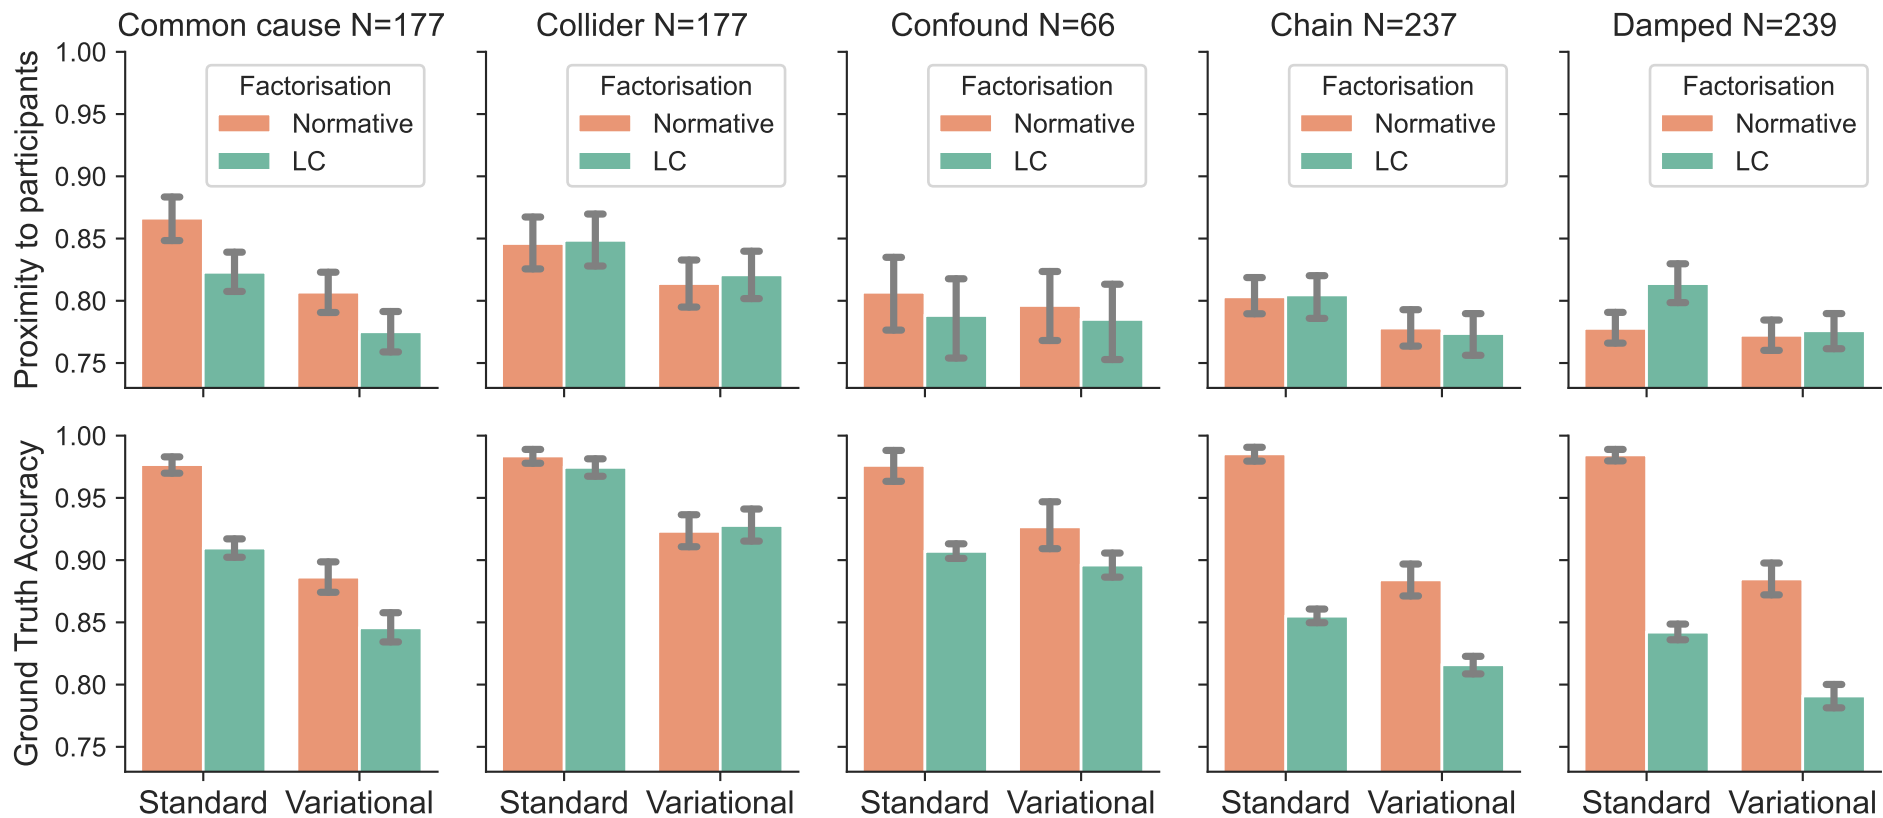 Common cause N=177
Collider N=177
Confound N=66
Chain N=237
Damped N=239
Proximity to participants
1.00
0.95
0.90
0.85
0.80
0.75
Factorisation
Normative
LC
Factorisation
Normative
LC
Factorisation
Normative
LC
Factorisation
Normative
LC
Factorisation
Normative
LC
Ground Truth Accuracy
1.00
0.95
0.90
0.85
0.80
0.75
Standard Variational
Standard Variational
Standard Variational
Standard Variational
Standard Variational